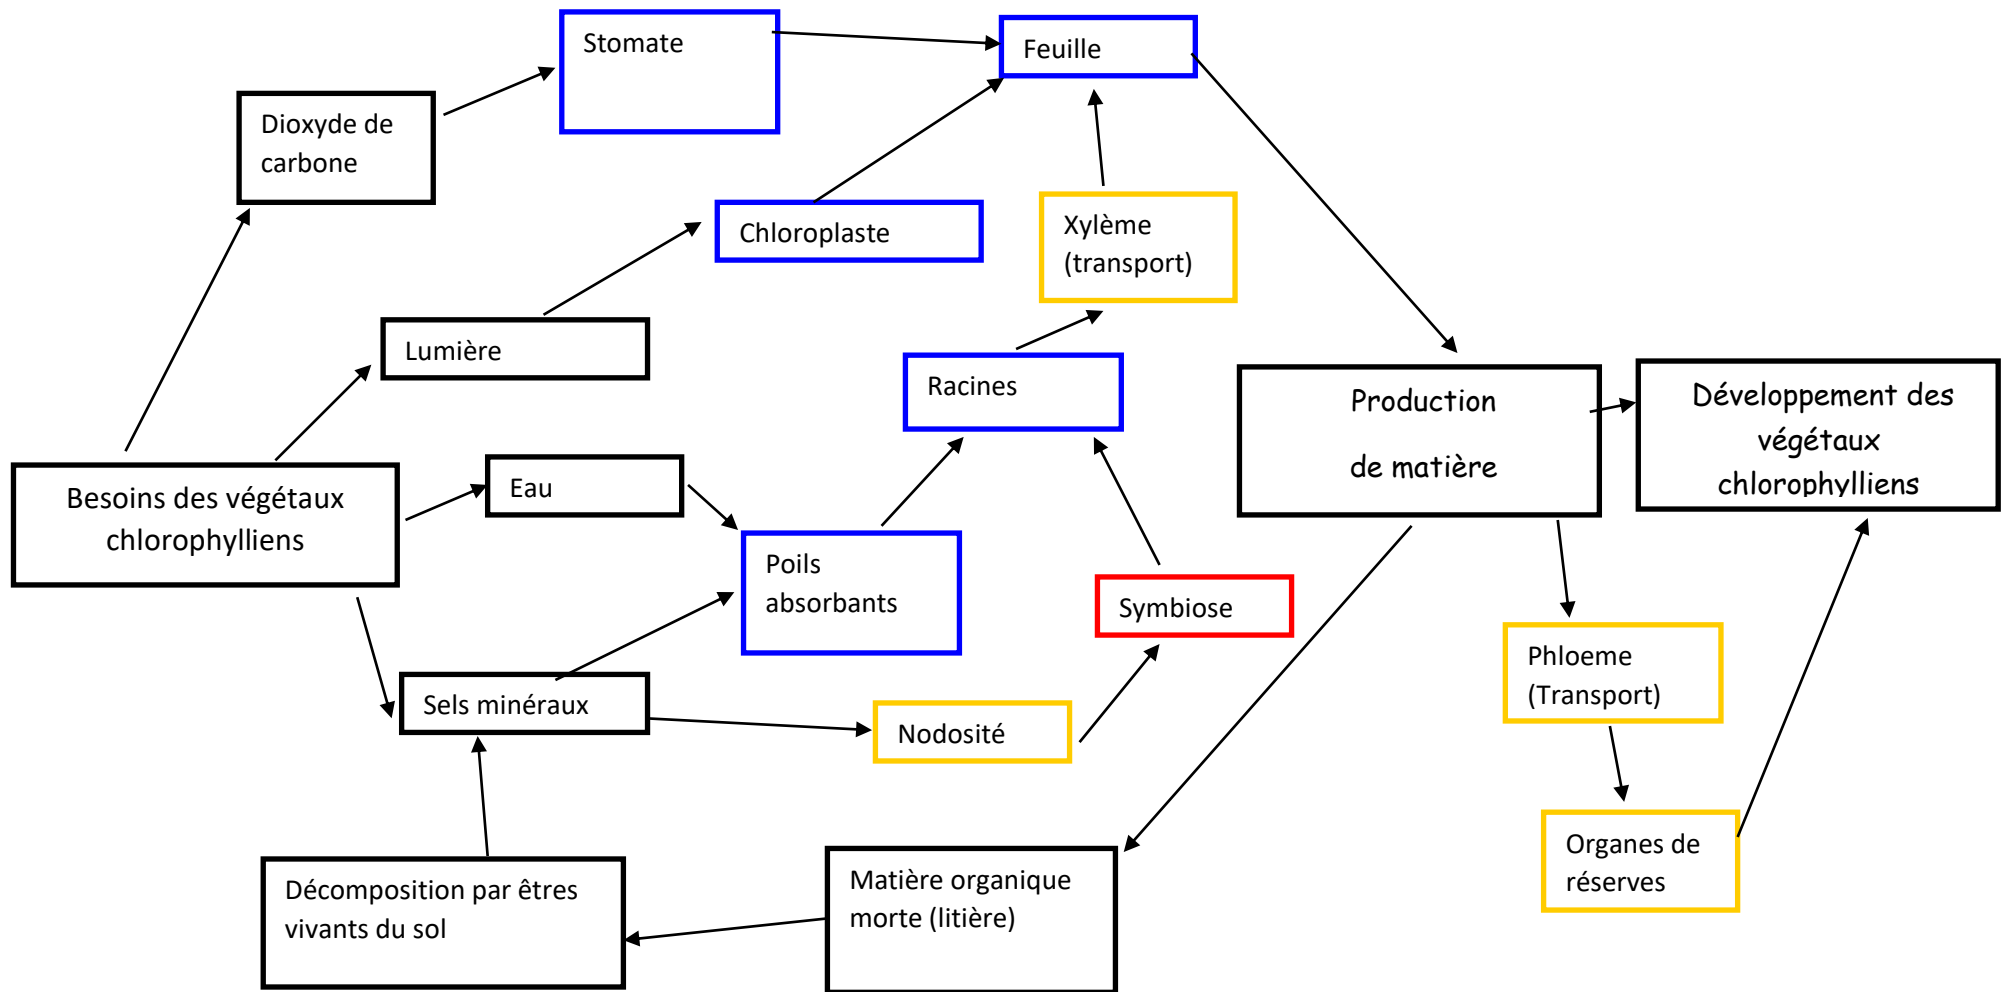 Stomate
Feuille
Dioxyde de
carbone
Chloroplaste
Xylème
(transport)
Lumière
Racines
Production
de matière
Développement des
végétaux
chlorophylliens
Besoins des végétaux
chlorophylliens
Eau
Poils
absorbants
Symbiose
Sels minéraux
Nodosité
Phloeme
(Transport)
Organes de
réserves
Décomposition par êtres
vivants du sol
Matière organique
morte (litière)